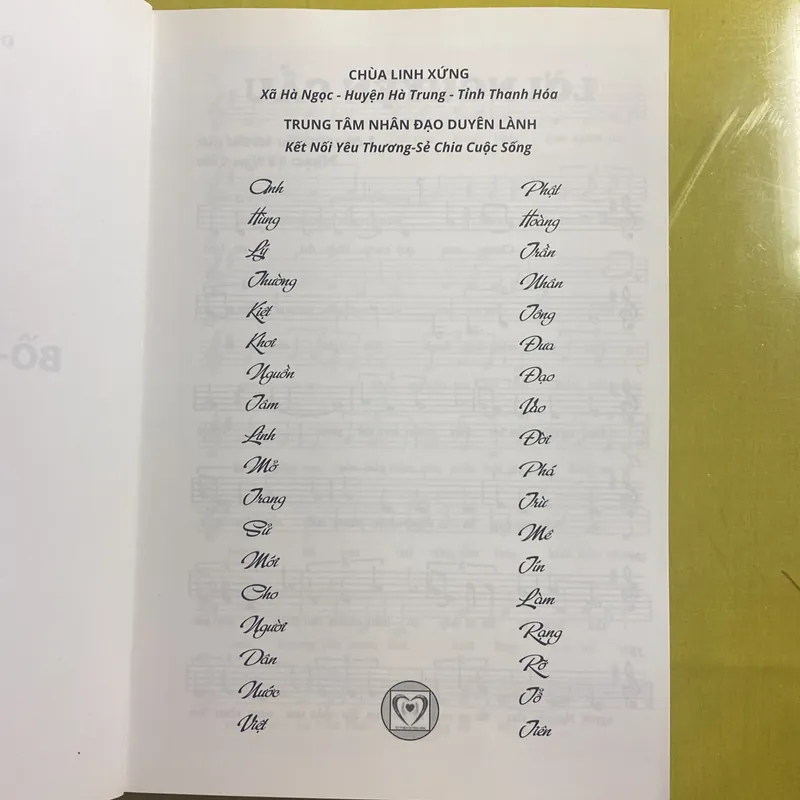 CHÙA LINH XỨNG
Xã Hà Ngọc - Huyện Hà Trung - Tỉnh Thanh Hóa
TRUNG TÂM NHÂN ĐẠO DUYÊN LÀNH
Kết Nối Yêu Thương-Sẻ Chia Cuộc Sống
Anh
Hùng
Lý
Thường
Kiệt
Khơi
Nguồn
Tâm
Linh
Mở
Trang
Sử
Mới
Cho
Người
Dân
Nước
Việt
Phật
Hoàng
Trần
Nhân
Tông
Đưa
Đạo
Vào
Đời
Phá
Trừ
Mê
Tín
Làm
Rạng
Rỡ
Tổ
Tiên